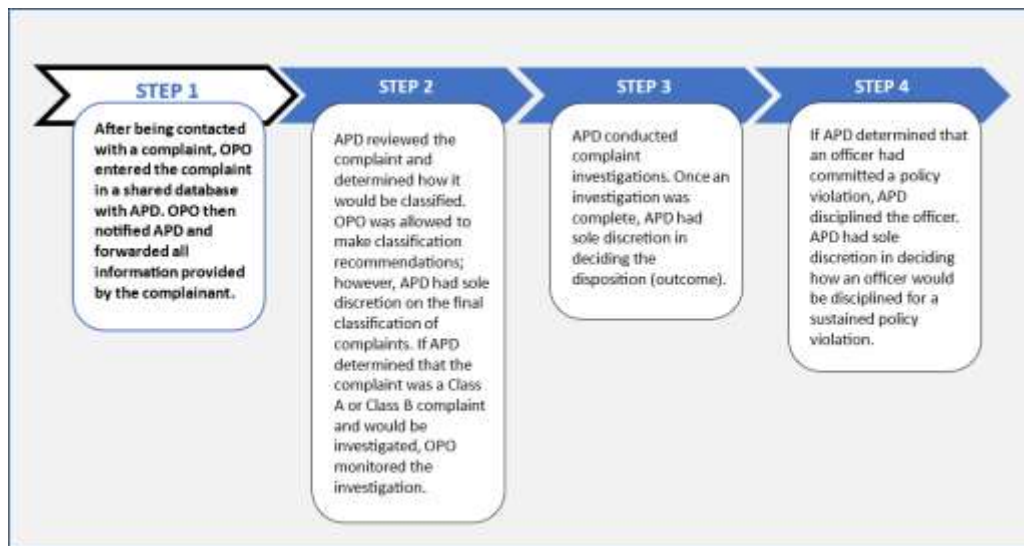 STEP 1
After being contacted
with a complaint, OPO
entered the complaint
in a shared database
with APD. OPO then
notified APD and
forwarded all
information provided
by the complainant.
STEP 2
APD reviewed the
complaint and
determined how it
would be classified.
OPO was allowed to
make classification
recommendations;
however, APD had sole
discretion on the final
classification of
complaints. If APD
determined that the
complaint was a Class
A or Class B complaint
and would be
investigated, OPO
monitored the
investigation.
STEP 3
APD conducted
complaint
investigations. Once an
investigation was
complete, APD had
sole discretion in
deciding the
disposition (outcome).
STEP 4
If APD determined that
an officer had
committed a policy
violation, APD
disciplined the officer.
APD had sole
discretion in deciding
how an officer would
be disciplined for a
sustained policy
violation.